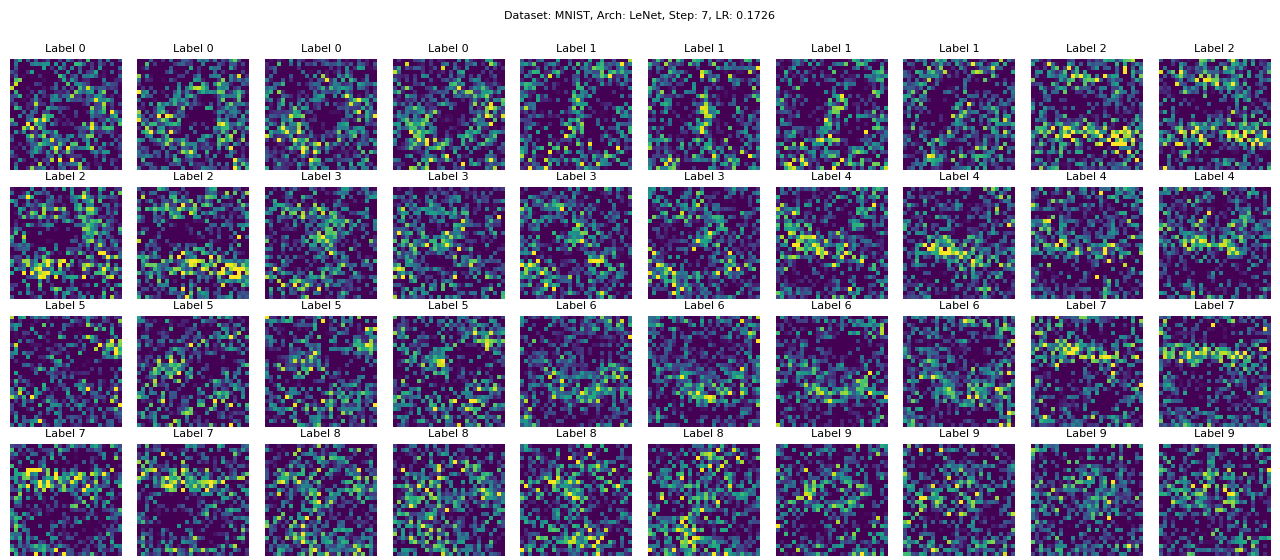 Dataset: MNIST, Arch: LeNet, Step: 7, LR: 0.1726
Label 0 Label 0 Label 0 Label 0 Label 1 Label 1 Label 1 Label 1 Label 2 Label 2
Label 2 Label 2 Label 3 Label 3 Label 3 Label 3 Label 4 Label 4 Label 4 Label 4
Label 5 Label 5 Label 5 Label 5 Label 6 Label 6 Label 6 Label 6 Label 7 Label 7
Label 7 Label 7 Label 8 Label 8 Label 8 Label 8 Label 9 Label 9 Label 9 Label 9